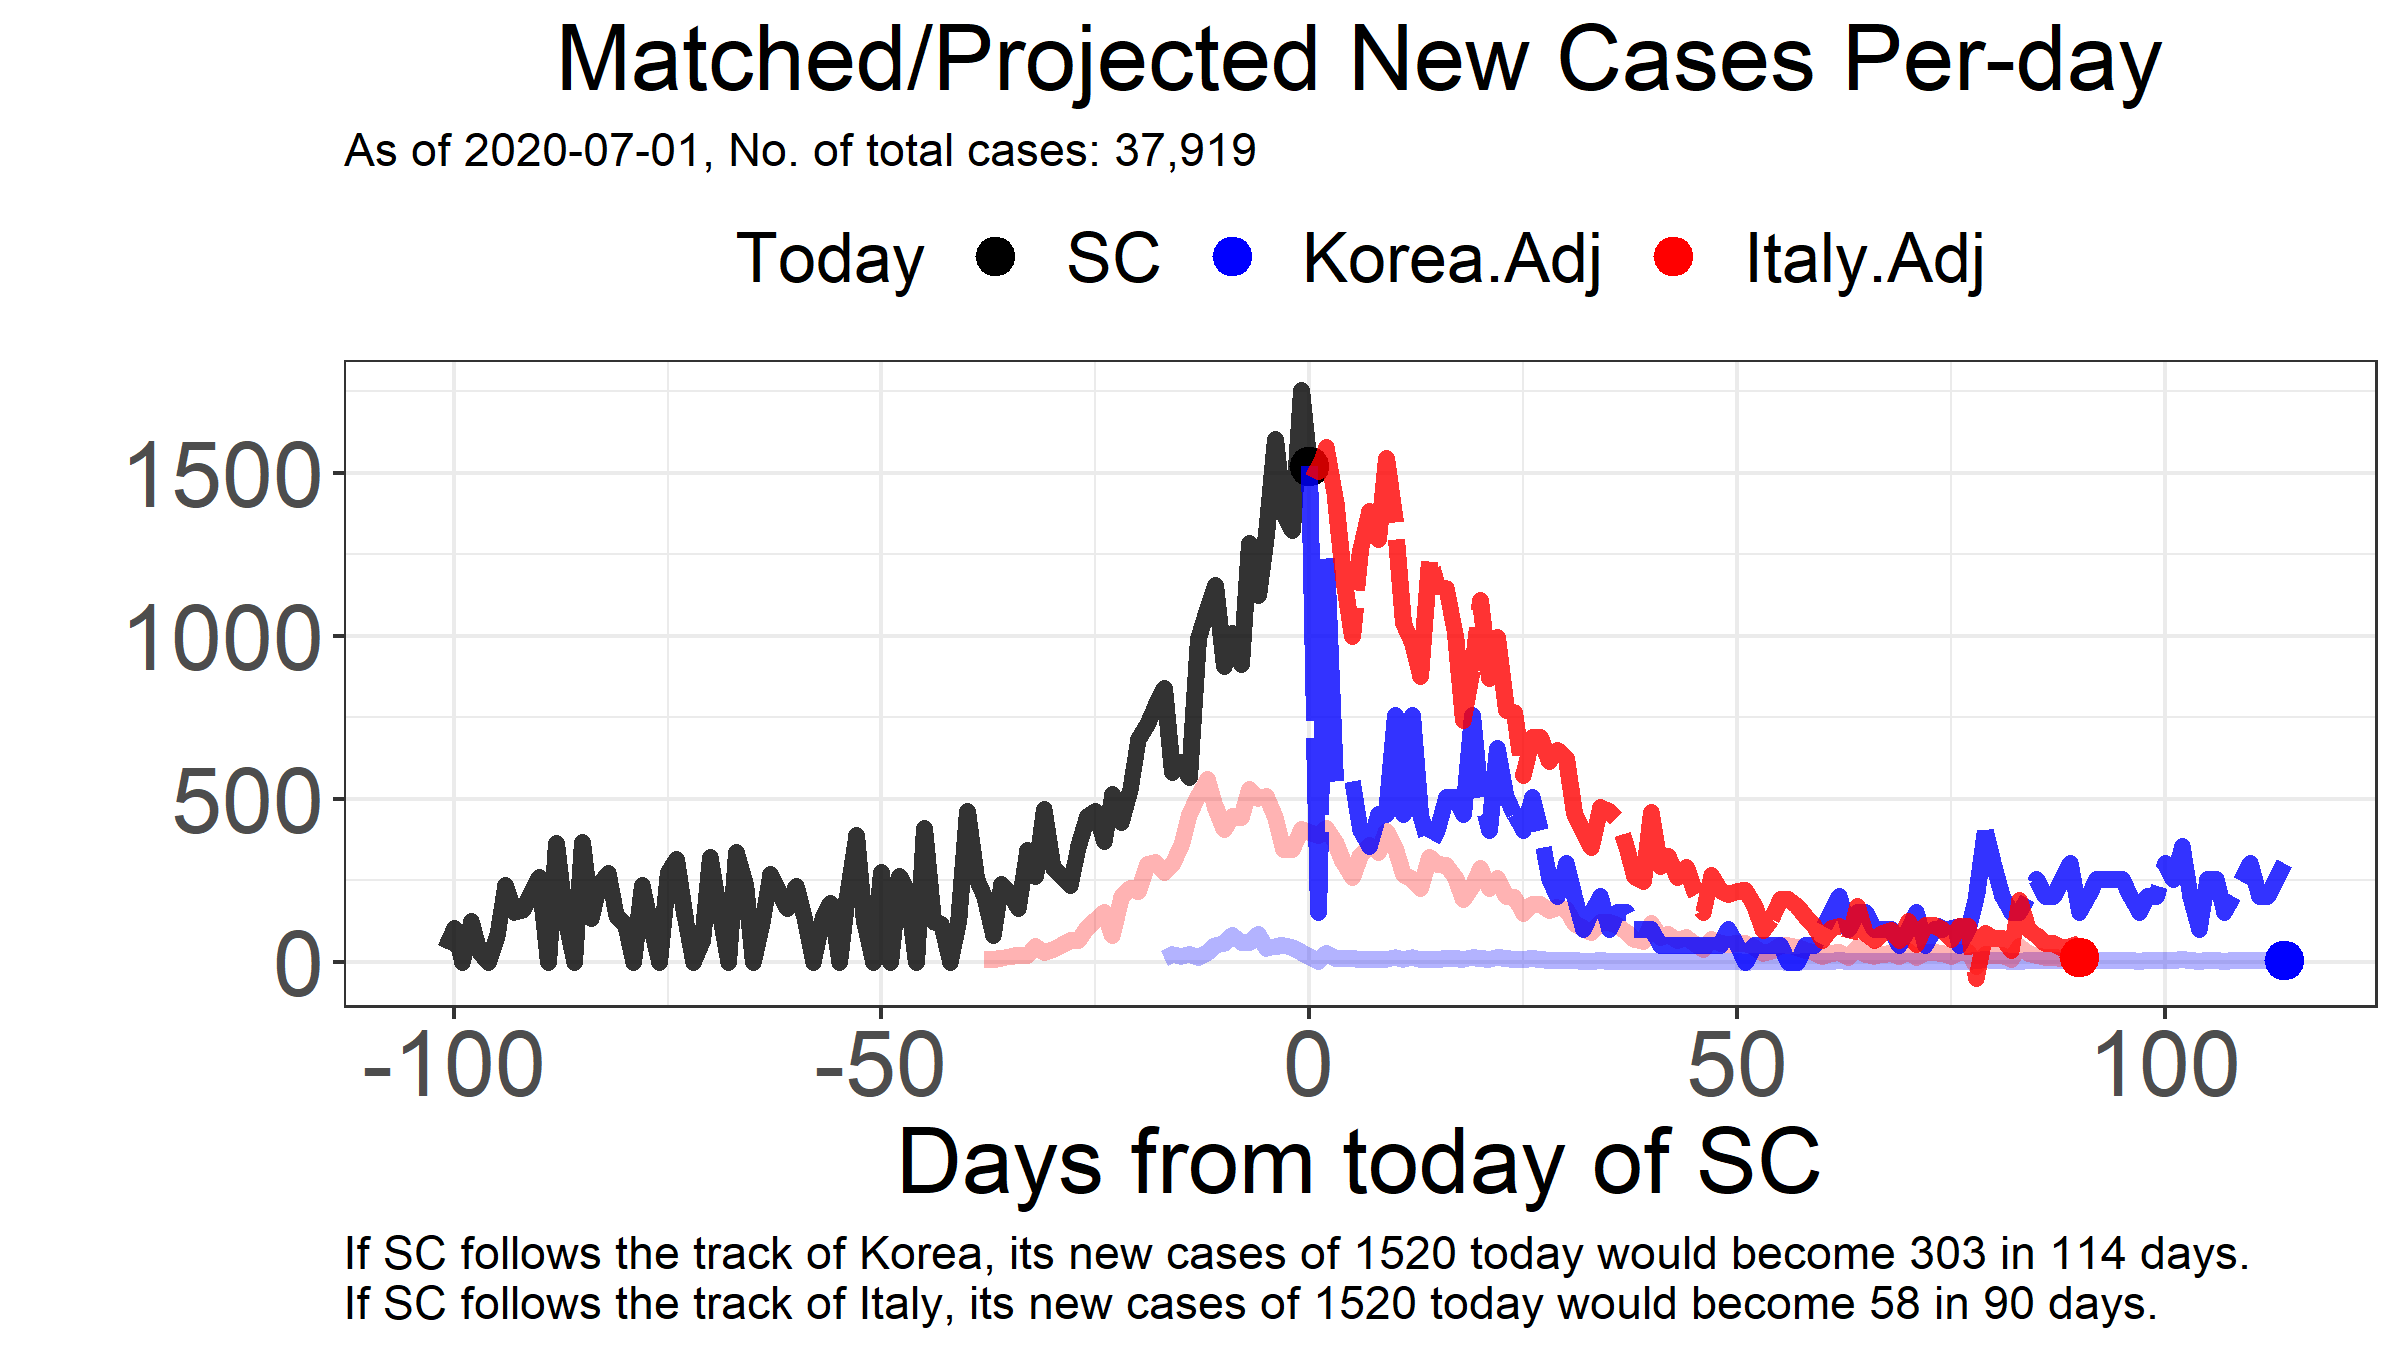 Matched/Projected New Cases Per-day
As of 2020-07-01, No. of total cases: 37,919
Today SC Korea.Adj Italy.Adj
1500
1000
500
0
-100 -50 0 50 100
Days from today of SC
If SC follows the track of Korea, its new cases of 1520 today would become 303 in 114 days.
If SC follows the track of Italy, its new cases of 1520 today would become 58 in 90 days.